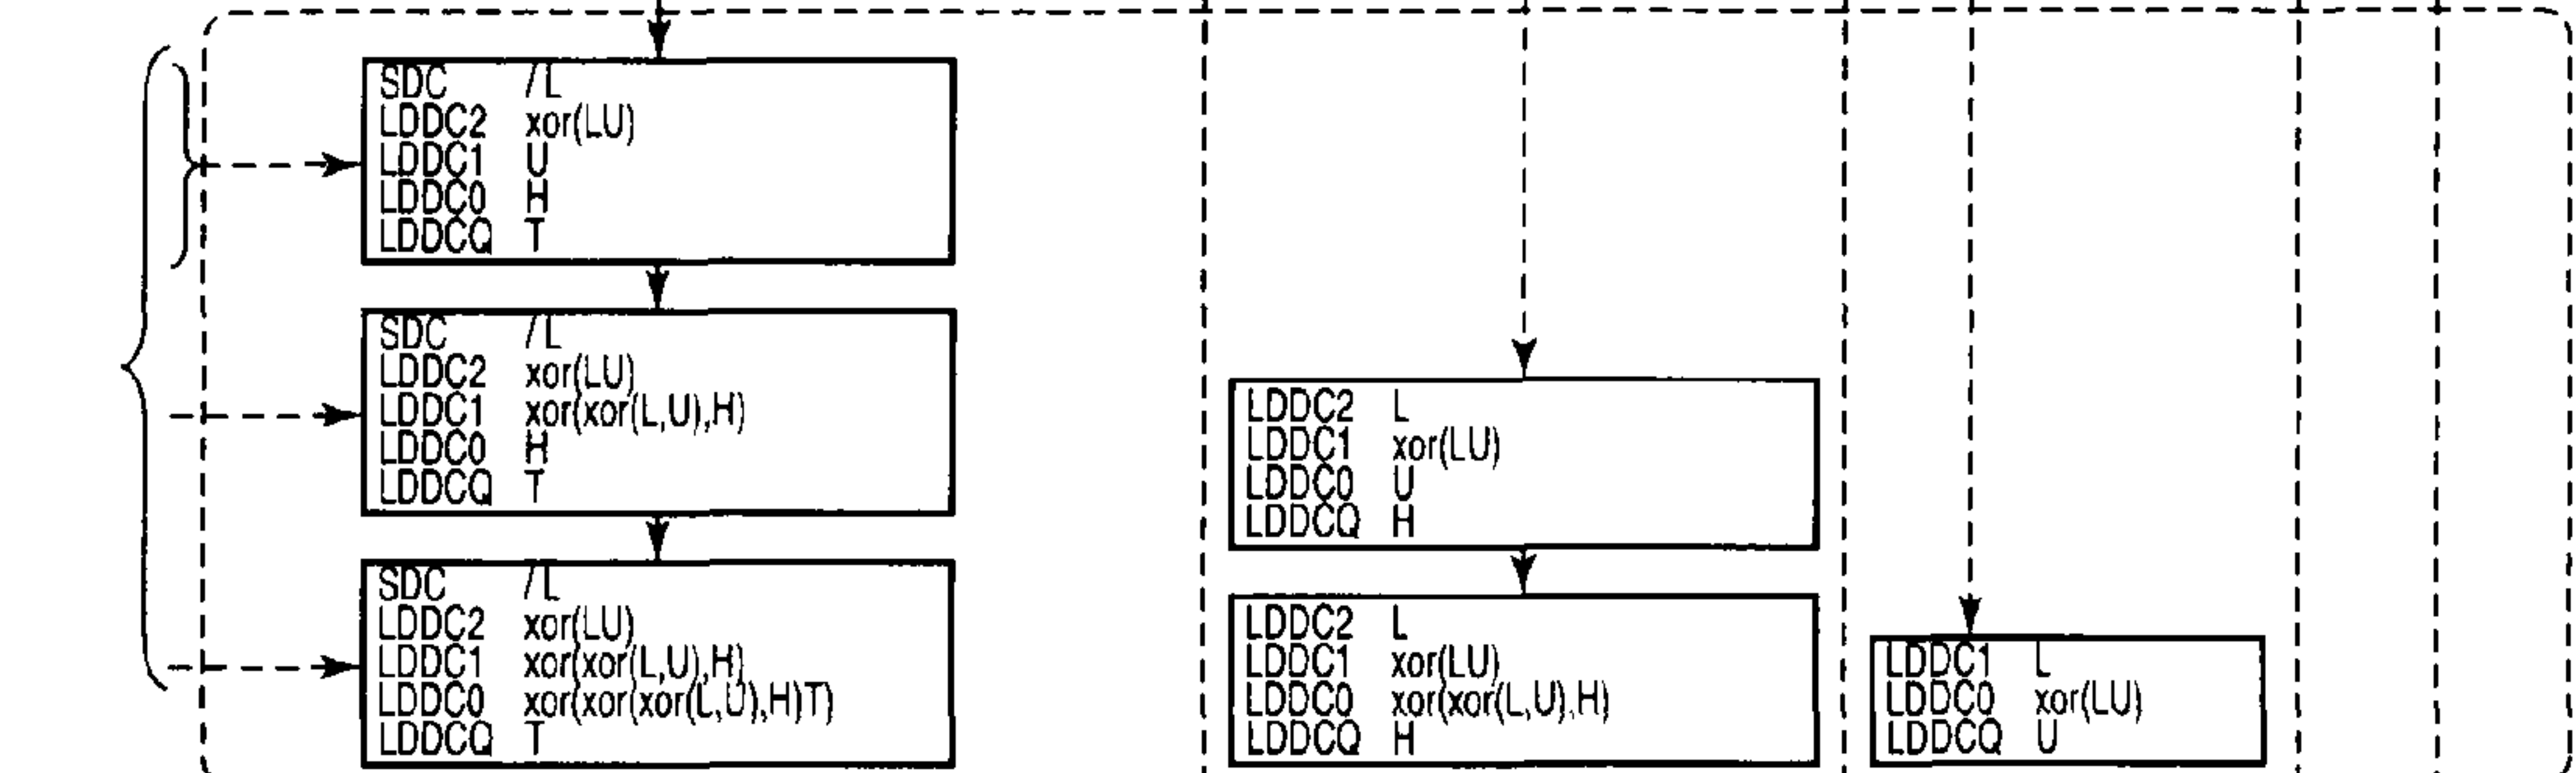 SDC /L
LDDC2 xor(LU)
LDDC1 U
LDDC0 H
LDDCQ T
SDC /L
LDDC2 xor(LU)
LDDC1 xor(xor(L,U),H)
LDDC0 H
LDDCQ T
SDC /L
LDDC2 xor(LU)
LDDC1 xor(xor(L,U),H)
LDDC0 xor(xor(xor(L,U),H)T)
LDDCQ T
LDDC2 L
LDDC1 xor(LU)
LDDC0 U
LDDCQ H
LDDC2 L
LDDC1 xor(LU)
LDDC0 xor(xor(L,U),H)
LDDCQ H
LDDC1 L
LDDC0 xor(LU)
LDDCQ U